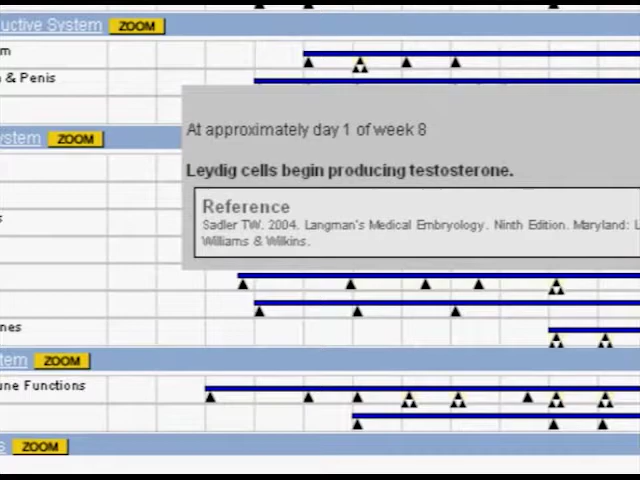 uctive System ZOOM
m
& Penis
At approximately day 1 of week 8
ystem ZOOM
Leydig cells begin producing testosterone.
Reference
Sadler TW. 2004. Langman's Medical Embryology. Ninth Edition. Maryland: L
Williams & Wilkins.
s
nes
tem ZOOM
une Functions
s ZOOM